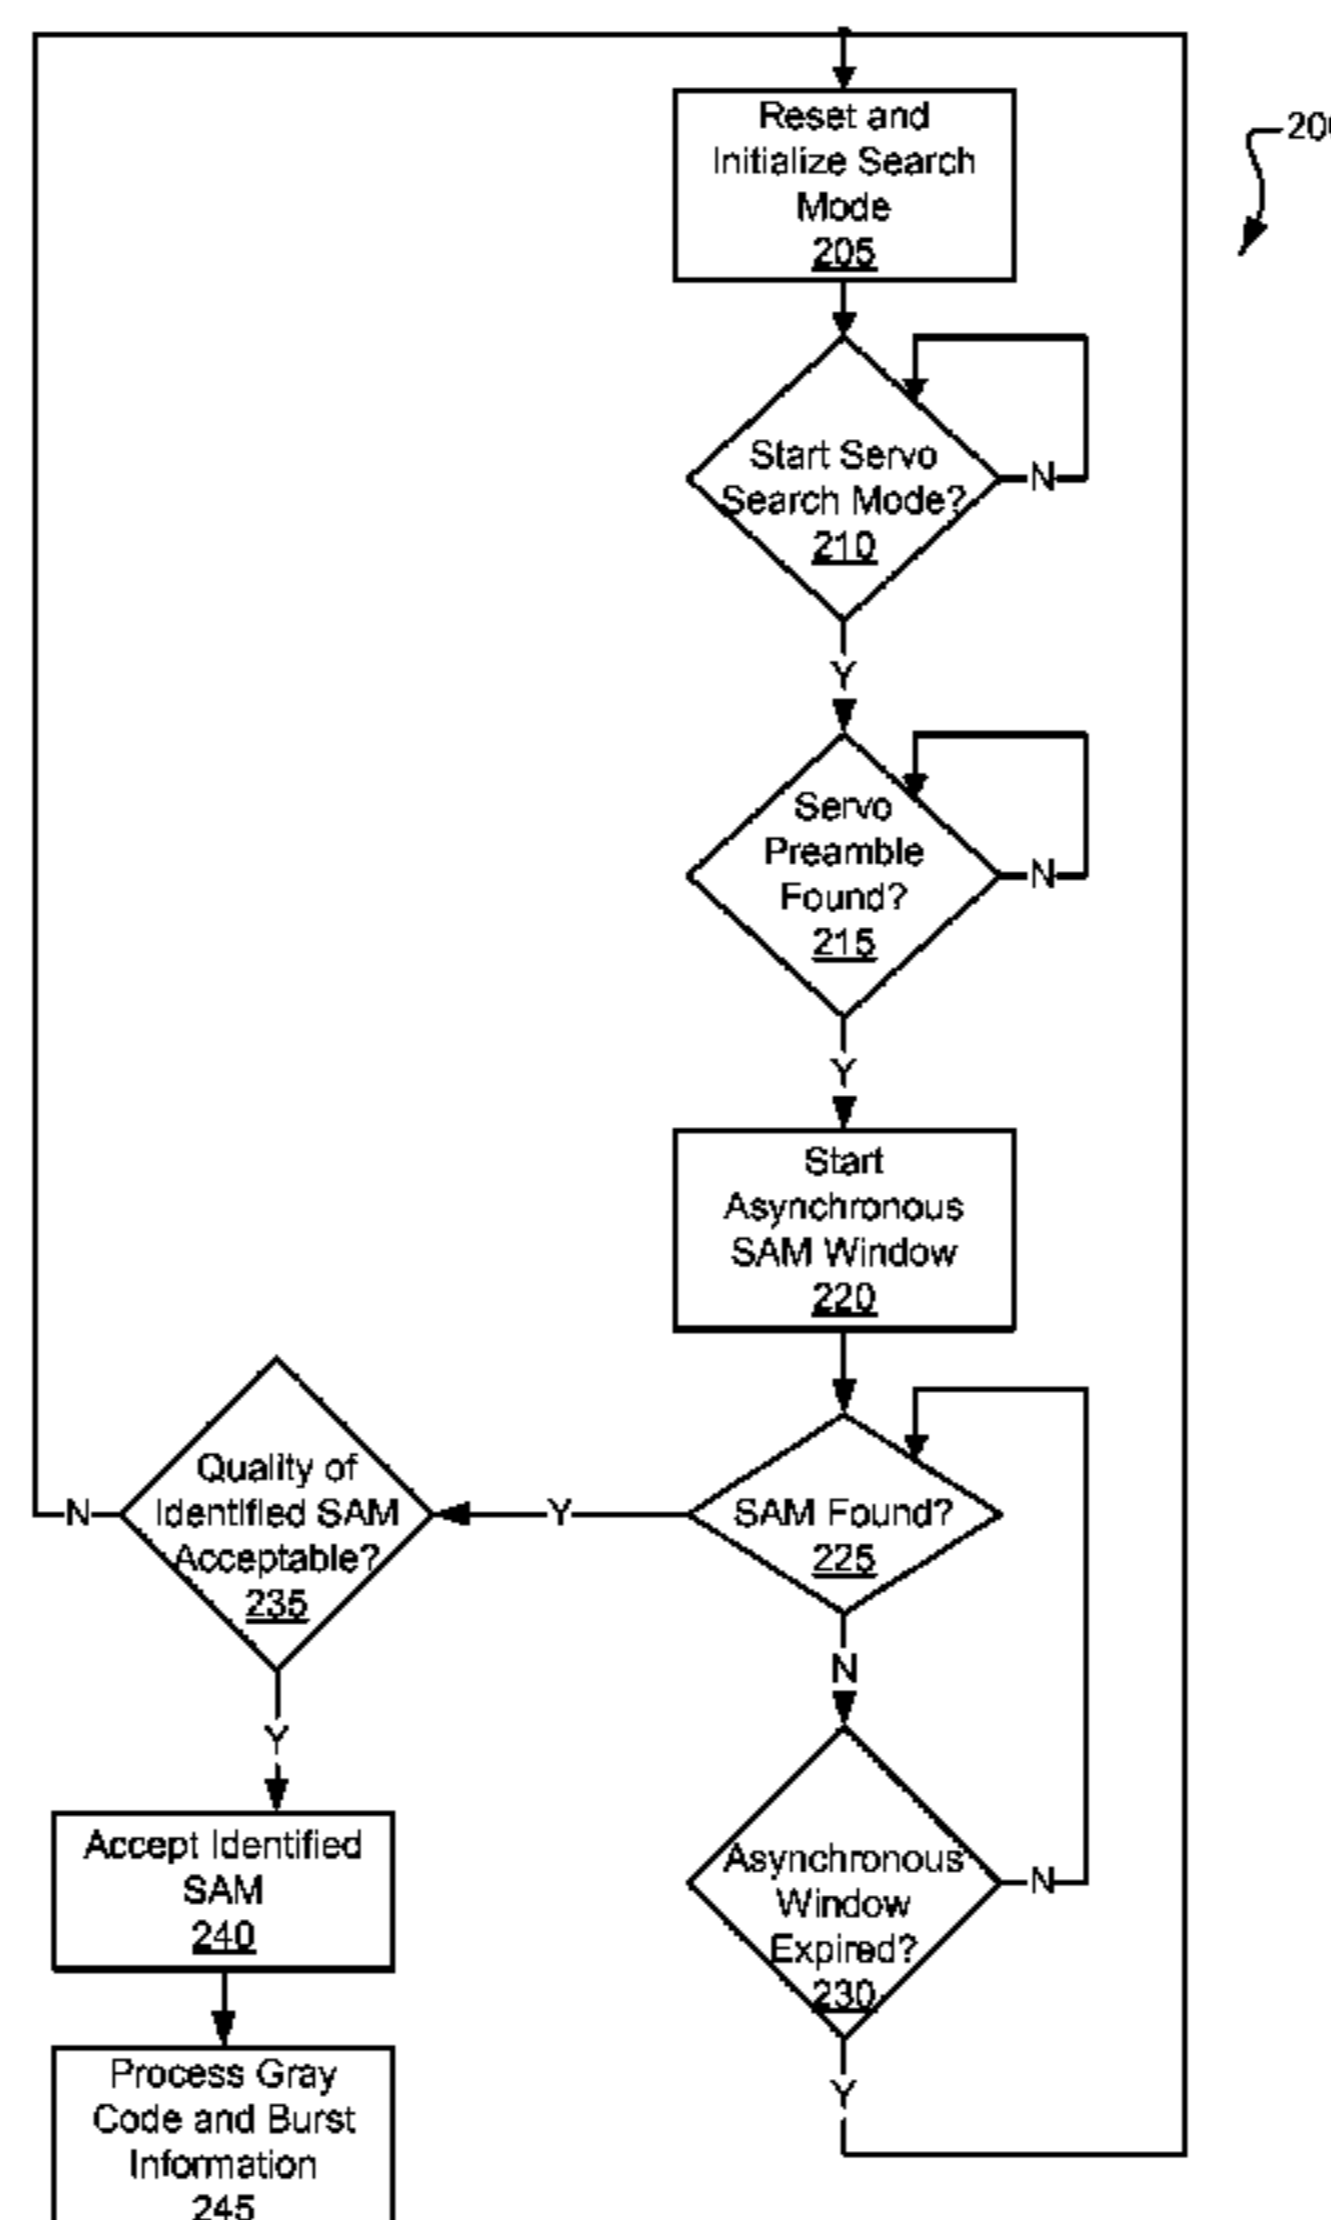 Reset and
Initialize Search
Mode
205
200
Start Servo
Search Mode?
210
N
Y
Servo
Preamble
Found?
215
N
Y
Start
Asynchronous
SAM Window
220
Quality of
Identified SAM
Acceptable?
235
N
Y
SAM Found?
225
N
Y
Asynchronous
Window
Expired?
230
N
Accept Identified
SAM
240
Y
Process Gray
Code and Burst
Information
245